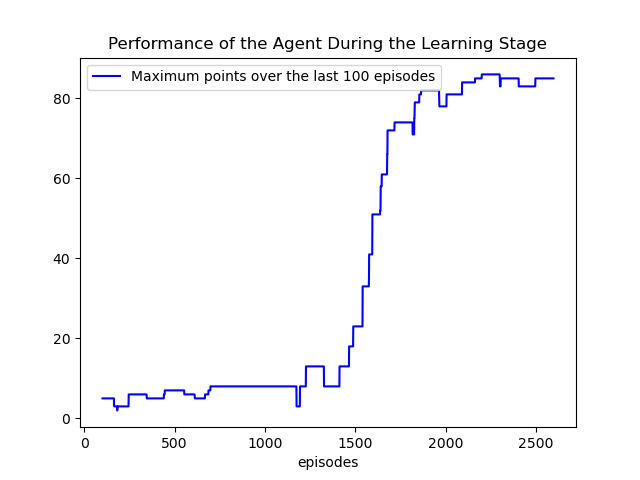 Performance of the Agent During the Learning Stage
Maximum points over the last 100 episodes
80
60
40
20
0
0 500 1000 1500 2000 2500
episodes